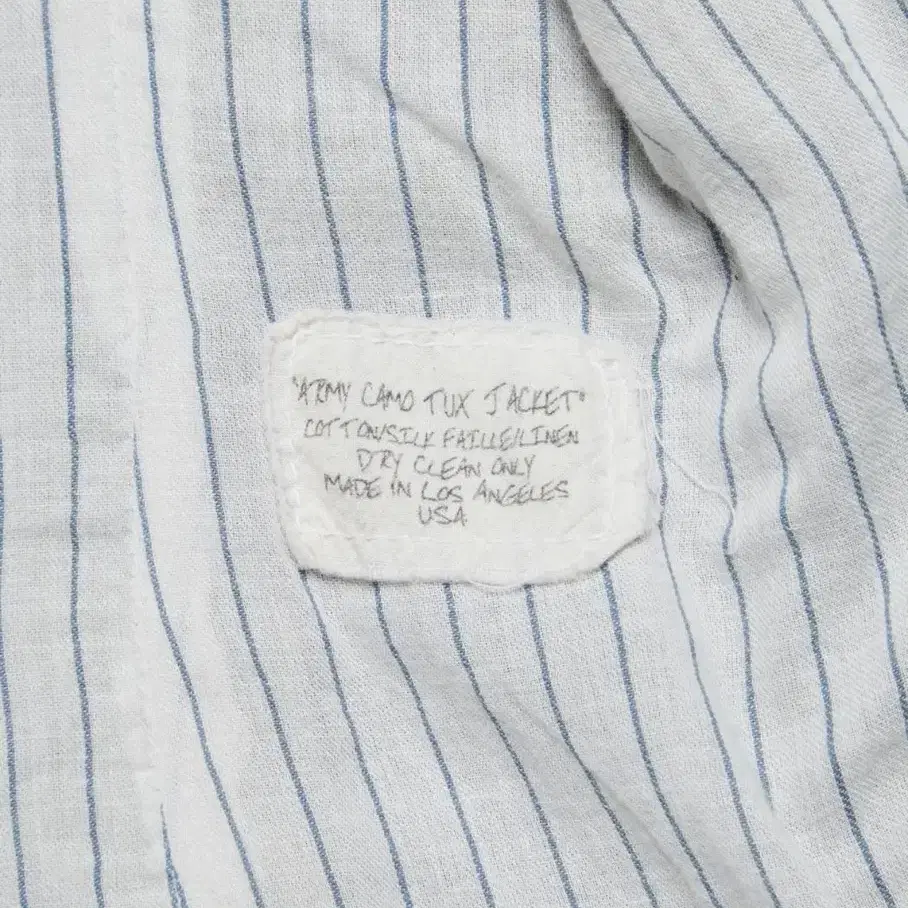 "ARMY CAMO TUX JACKET"
COTTON/SILK FAILLE/LINEN
DRY CLEAN ONLY
MADE IN LOS ANGELES
USA